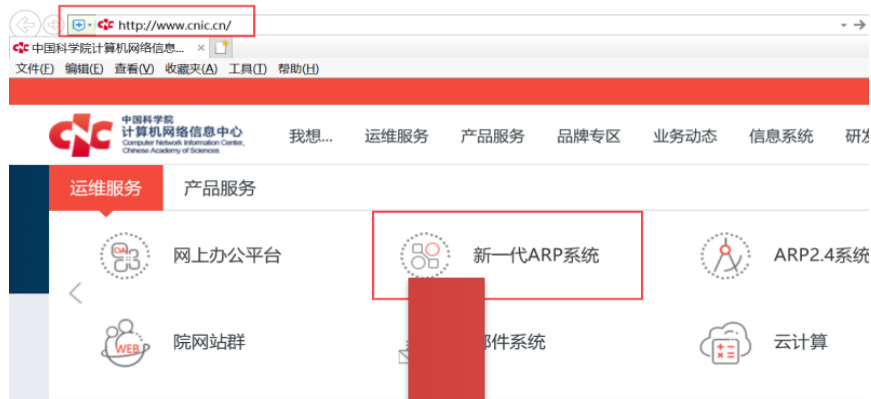 http://www.cnic.cn/
中国科学院计算机网络信息...
文件(F) 编辑(E) 查看(V) 收藏夹(A) 工具(T) 帮助(H)
CNIC
中国科学院
计算机网络信息中心
Computer Network Information Center,
Chinese Academy of Sciences
我想... 运维服务 产品服务 品牌专区 业务动态 信息系统 研发
运维服务 产品服务
OA 网上办公平台 新一代ARP系统 ARP2.4系统
WEB 院网站群 件系统 云计算